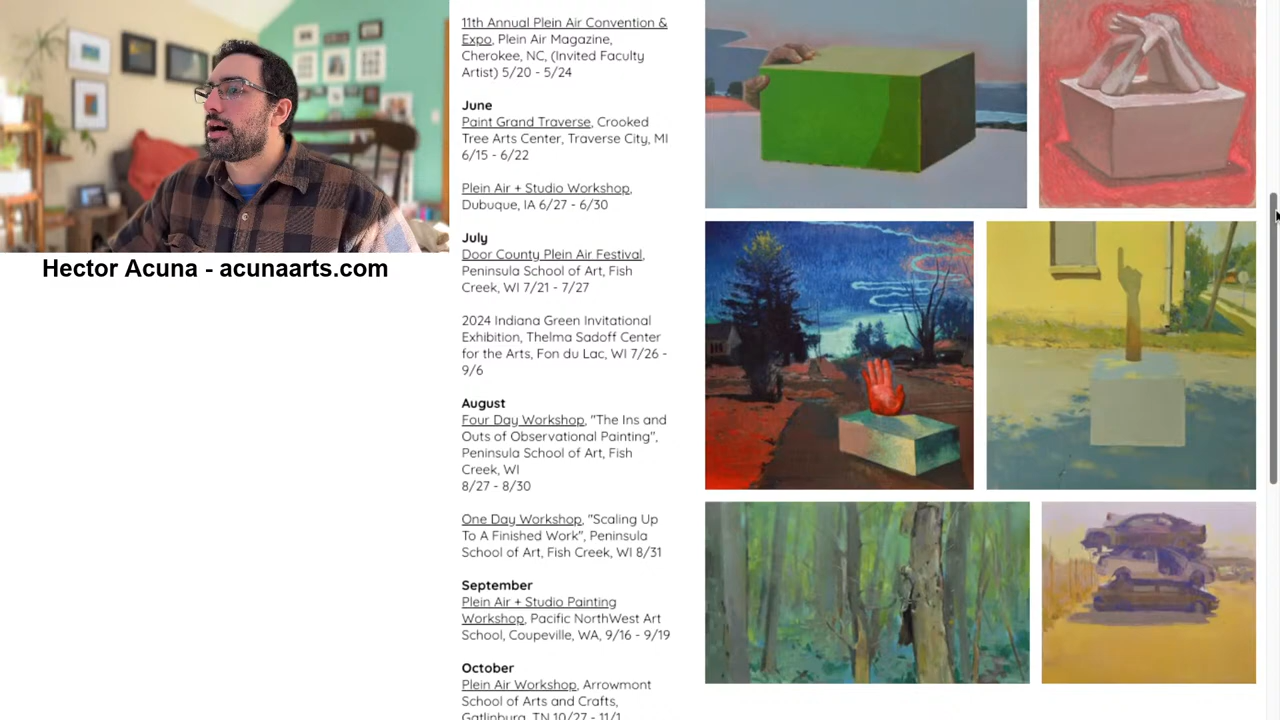 Hector Acuna - acunaarts.com
11th Annual Plein Air Convention &
Expo, Plein Air Magazine,
Cherokee, NC, (Invited Faculty
Artist) 5/20 - 5/24
June
Paint Grand Traverse, Crooked
Tree Arts Center, Traverse City, MI
6/15 - 6/22
Plein Air + Studio Workshop,
Dubuque, IA 6/27 - 6/30
July
Door County Plein Air Festival,
Peninsula School of Art, Fish
Creek, WI 7/21 - 7/27
2024 Indiana Green Invitational
Exhibition, Thelma Sadoff Center
for the Arts, Fon du Lac, WI 7/26 -
9/6
August
Four Day Workshop, "The Ins and
Outs of Observational Painting",
Peninsula School of Art, Fish
Creek, WI
8/27 - 8/30
One Day Workshop, "Scaling Up
To A Finished Work", Peninsula
School of Art, Fish Creek, WI 8/31
September
Plein Air + Studio Painting
Workshop, Pacific NorthWest Art
School, Coupeville, WA, 9/16 - 9/19
October
Plein Air Workshop, Arrowmont
School of Arts and Crafts,
Gatlinburg, TN 10/27 - 11/1